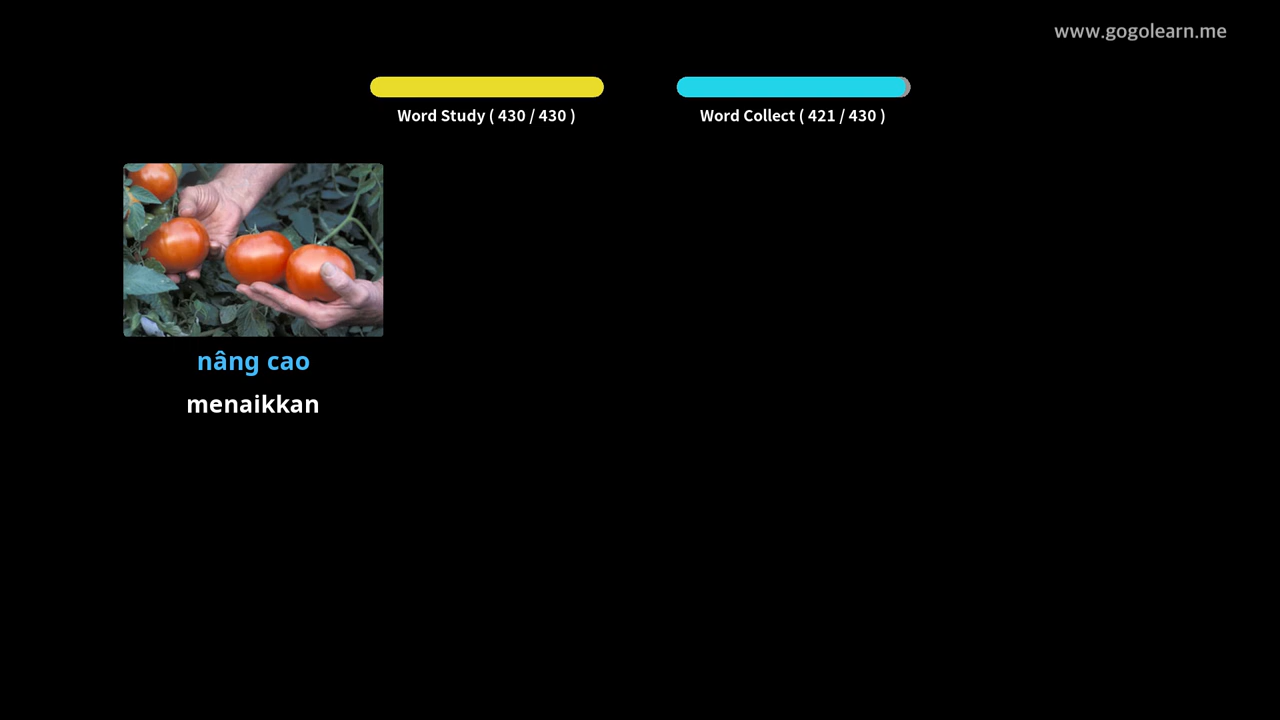 www.gogolearn.me
Word Study ( 430 / 430 )
Word Collect ( 421 / 430 )
nâng cao
menaikkan